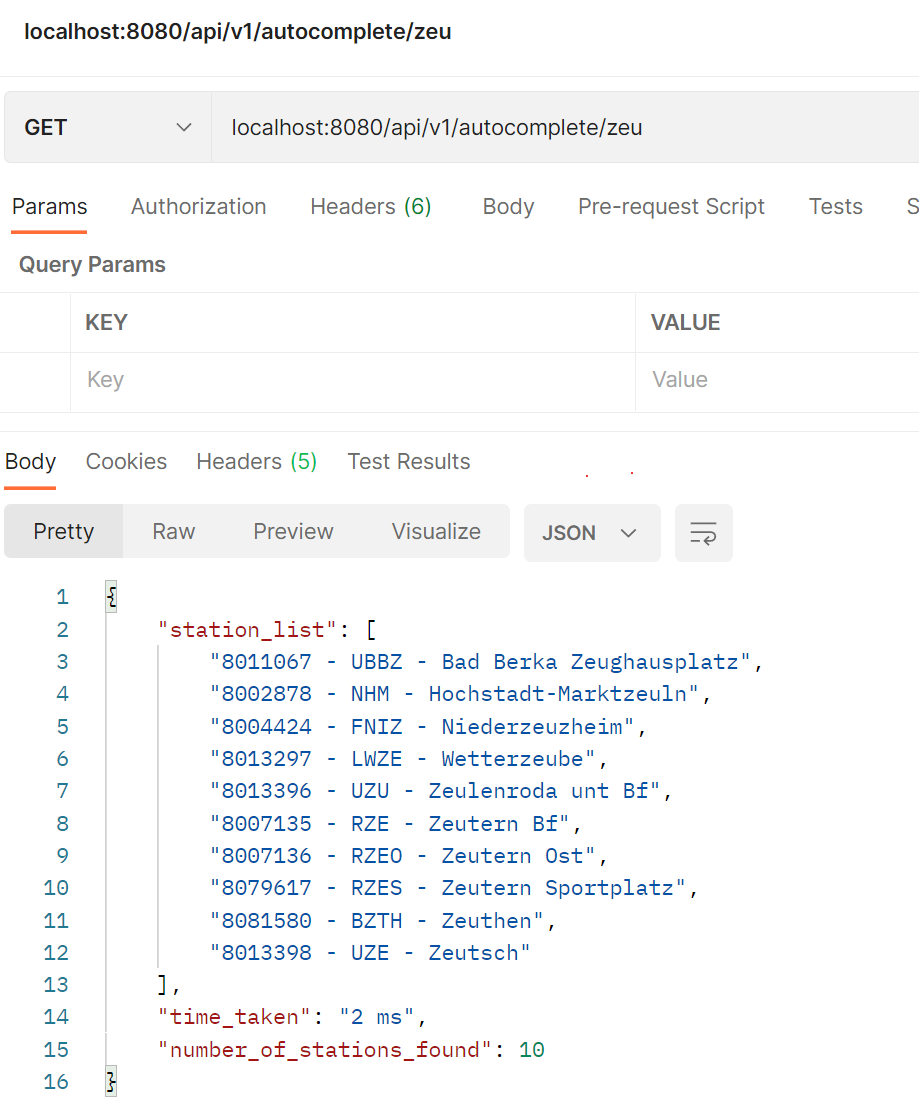 localhost:8080/api/v1/autocomplete/zeu
GET localhost:8080/api/v1/autocomplete/zeu
Params Authorization Headers (6) Body Pre-request Script Tests S
Query Params
KEY VALUE
Key Value
Body Cookies Headers (5) Test Results
Pretty Raw Preview Visualize JSON
1 {
2 "station_list": [
3 "8011067 - UBBZ - Bad Berka Zeughausplatz",
4 "8002878 - NHM - Hochstadt-Marktzeuln",
5 "8004424 - FNIZ - Niederzeuzheim",
6 "8013297 - LWZE - Wetterzeube",
7 "8013396 - UZU - Zeulenroda unt Bf",
8 "8007135 - RZE - Zeutern Bf",
9 "8007136 - RZEO - Zeutern Ost",
10 "8079617 - RZES - Zeutern Sportplatz",
11 "8081580 - BZTH - Zeuthen",
12 "8013398 - UZE - Zeutsch"
13 ],
14 "time_taken": "2 ms",
15 "number_of_stations_found": 10
16 }